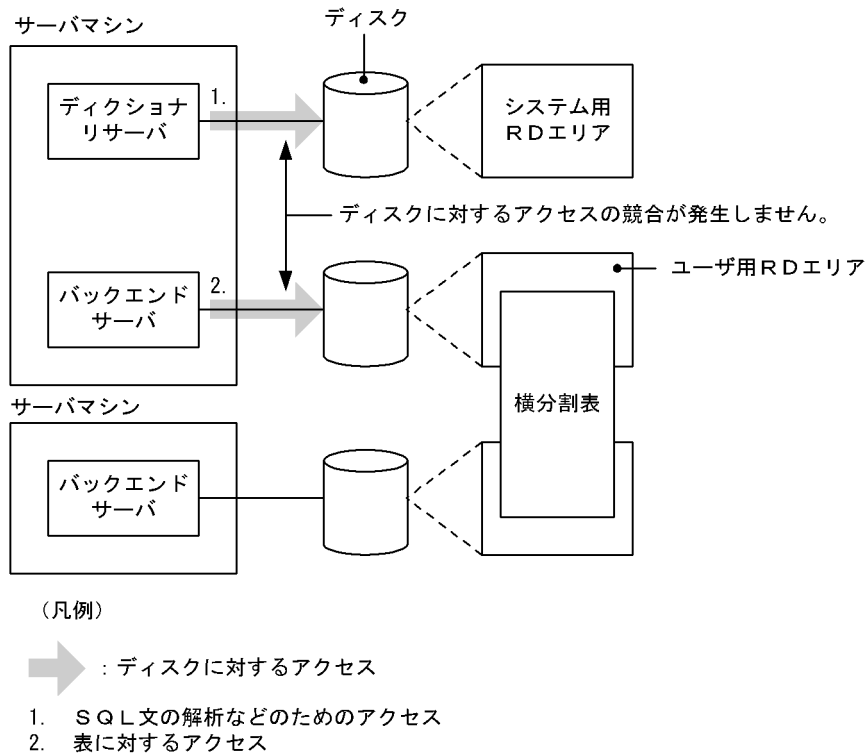 サーバマシン
ディスク
ディクショナ
リサーバ
1.
システム用
ＲＤエリア
ディスクに対するアクセスの競合が発生しません。
バックエンド
サーバ
2.
ユーザ用ＲＤエリア
横分割表
サーバマシン
バックエンド
サーバ
（凡例）
：ディスクに対するアクセス
1. ＳＱＬ文の解析などのためのアクセス
2. 表に対するアクセス